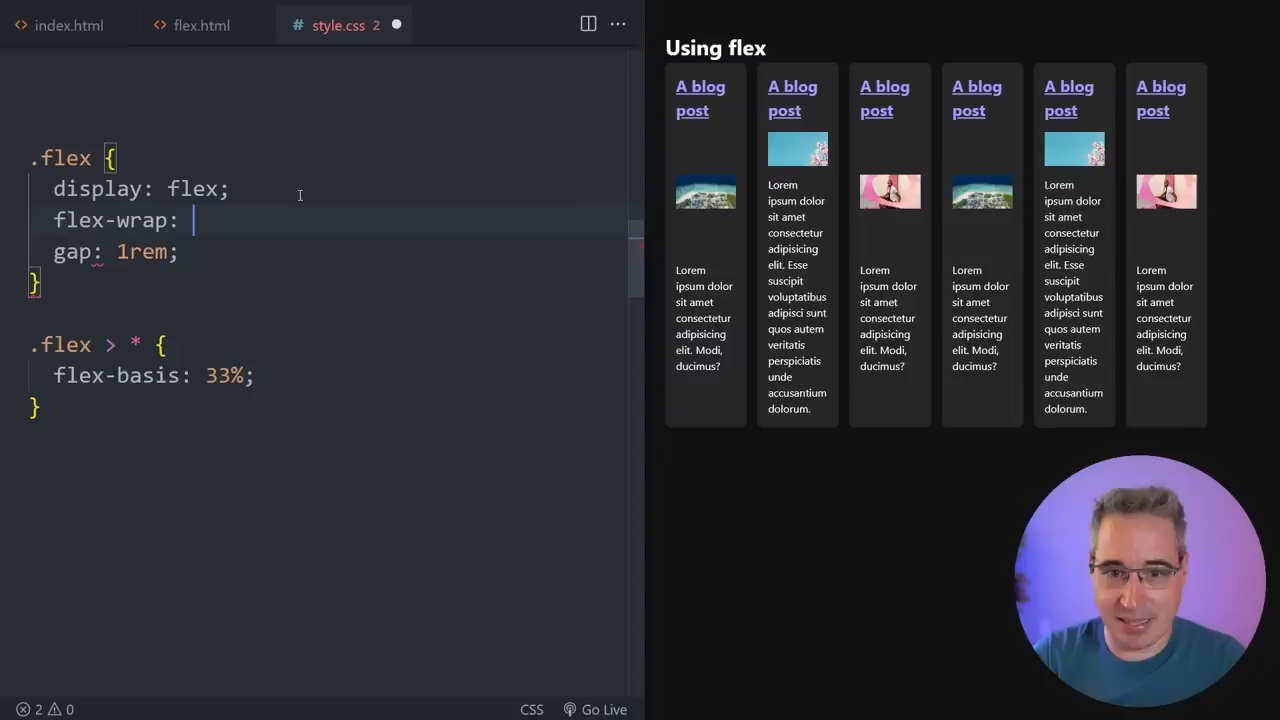 index.html
flex.html
# style.css 2
.flex {
display: flex;
flex-wrap:
gap: 1rem;
}
.flex > * {
flex-basis: 33%;
}
2 0
CSS
Go Live
Using flex
A blog
post
Lorem
ipsum dolor
sit amet
consectetur
adipisicing
elit. Modi,
ducimus?
A blog
post
Lorem
ipsum dolor
sit amet
consectetur
adipisicing
elit. Esse
suscipit
voluptatibus
adipisci sunt
quos autem
veritatis
perspiciatis
unde
accusantium
dolorum.
A blog
post
Lorem
ipsum dolor
sit amet
consectetur
adipisicing
elit. Modi,
ducimus?
A blog
post
Lorem
ipsum dolor
sit amet
consectetur
adipisicing
elit. Modi,
ducimus?
A blog
post
Lorem
ipsum dolor
sit amet
consectetur
adipisicing
elit. Esse
suscipit
voluptatibus
adipisci sunt
quos autem
veritatis
perspiciatis
unde
accusantium
dolorum.
A blog
post
Lorem
ipsum dolor
sit amet
consectetur
adipisicing
elit. Modi,
ducimus?